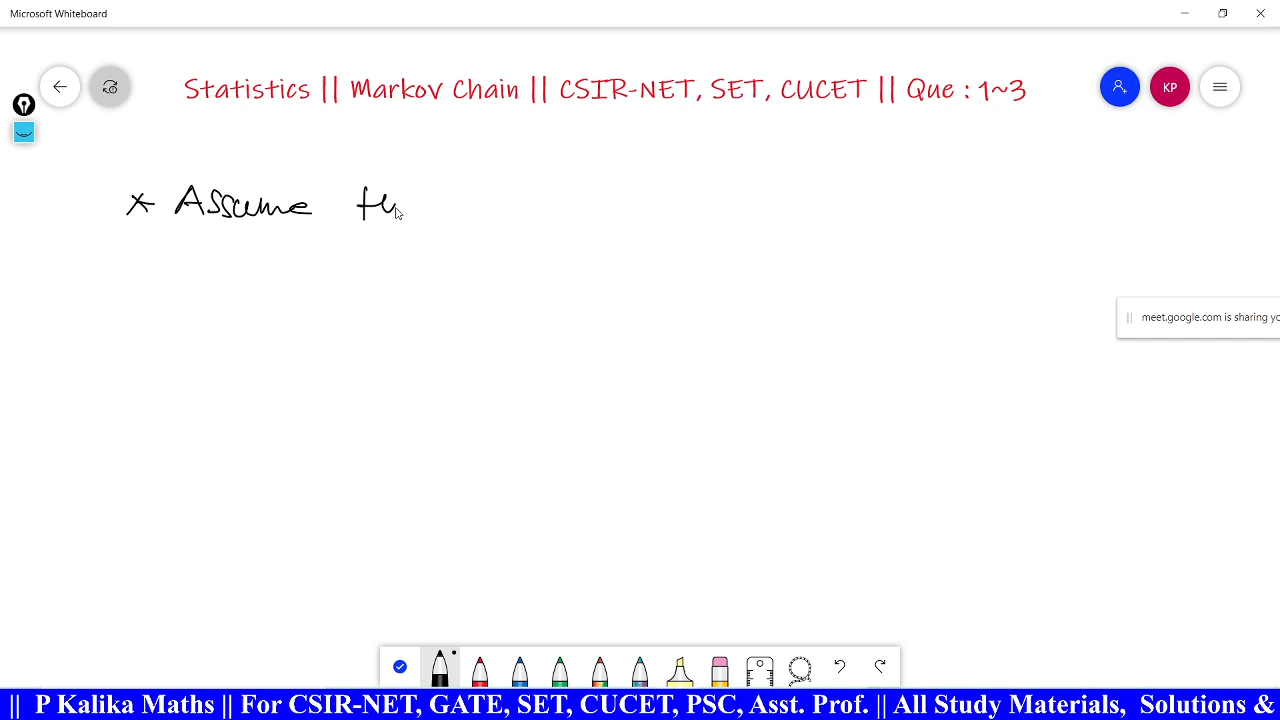 Microsoft Whiteboard
Statistics || Markov Chain || CSIR-NET, SET, CUCET || Que : 1~3
KP
* Assume
meet.google.com is sharing yo
|| P Kalika Maths || For CSIR-NET, GATE, SET, CUCET, PSC, Asst. Prof. || All Study Materials, Solutions &